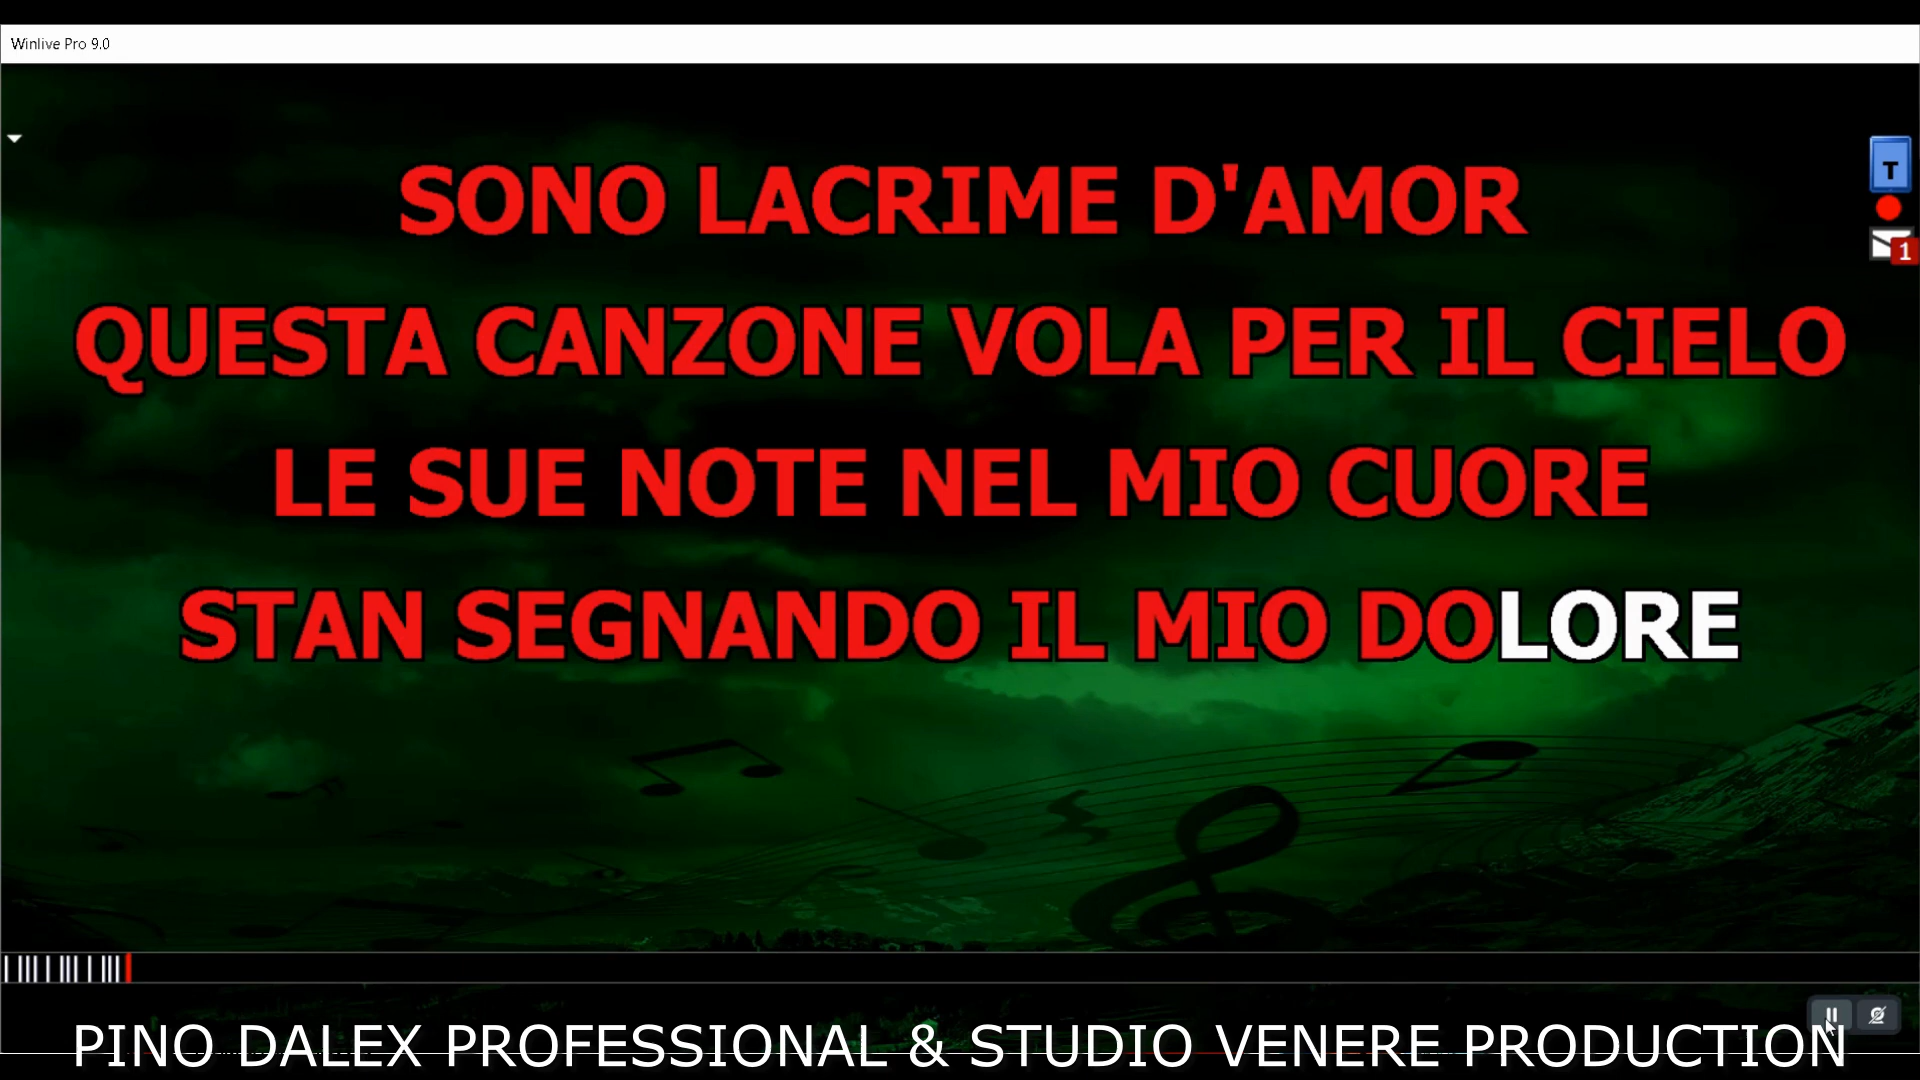 Winlive Pro 9.0
T
SONO LACRIME D'AMOR
1
QUESTA CANZONE VOLA PER IL CIELO
LE SUE NOTE NEL MIO CUORE
STAN SEGNANDO IL MIO DOLORE
PINO DALEX PROFESSIONAL & STUDIO VENERE PRODUCTION